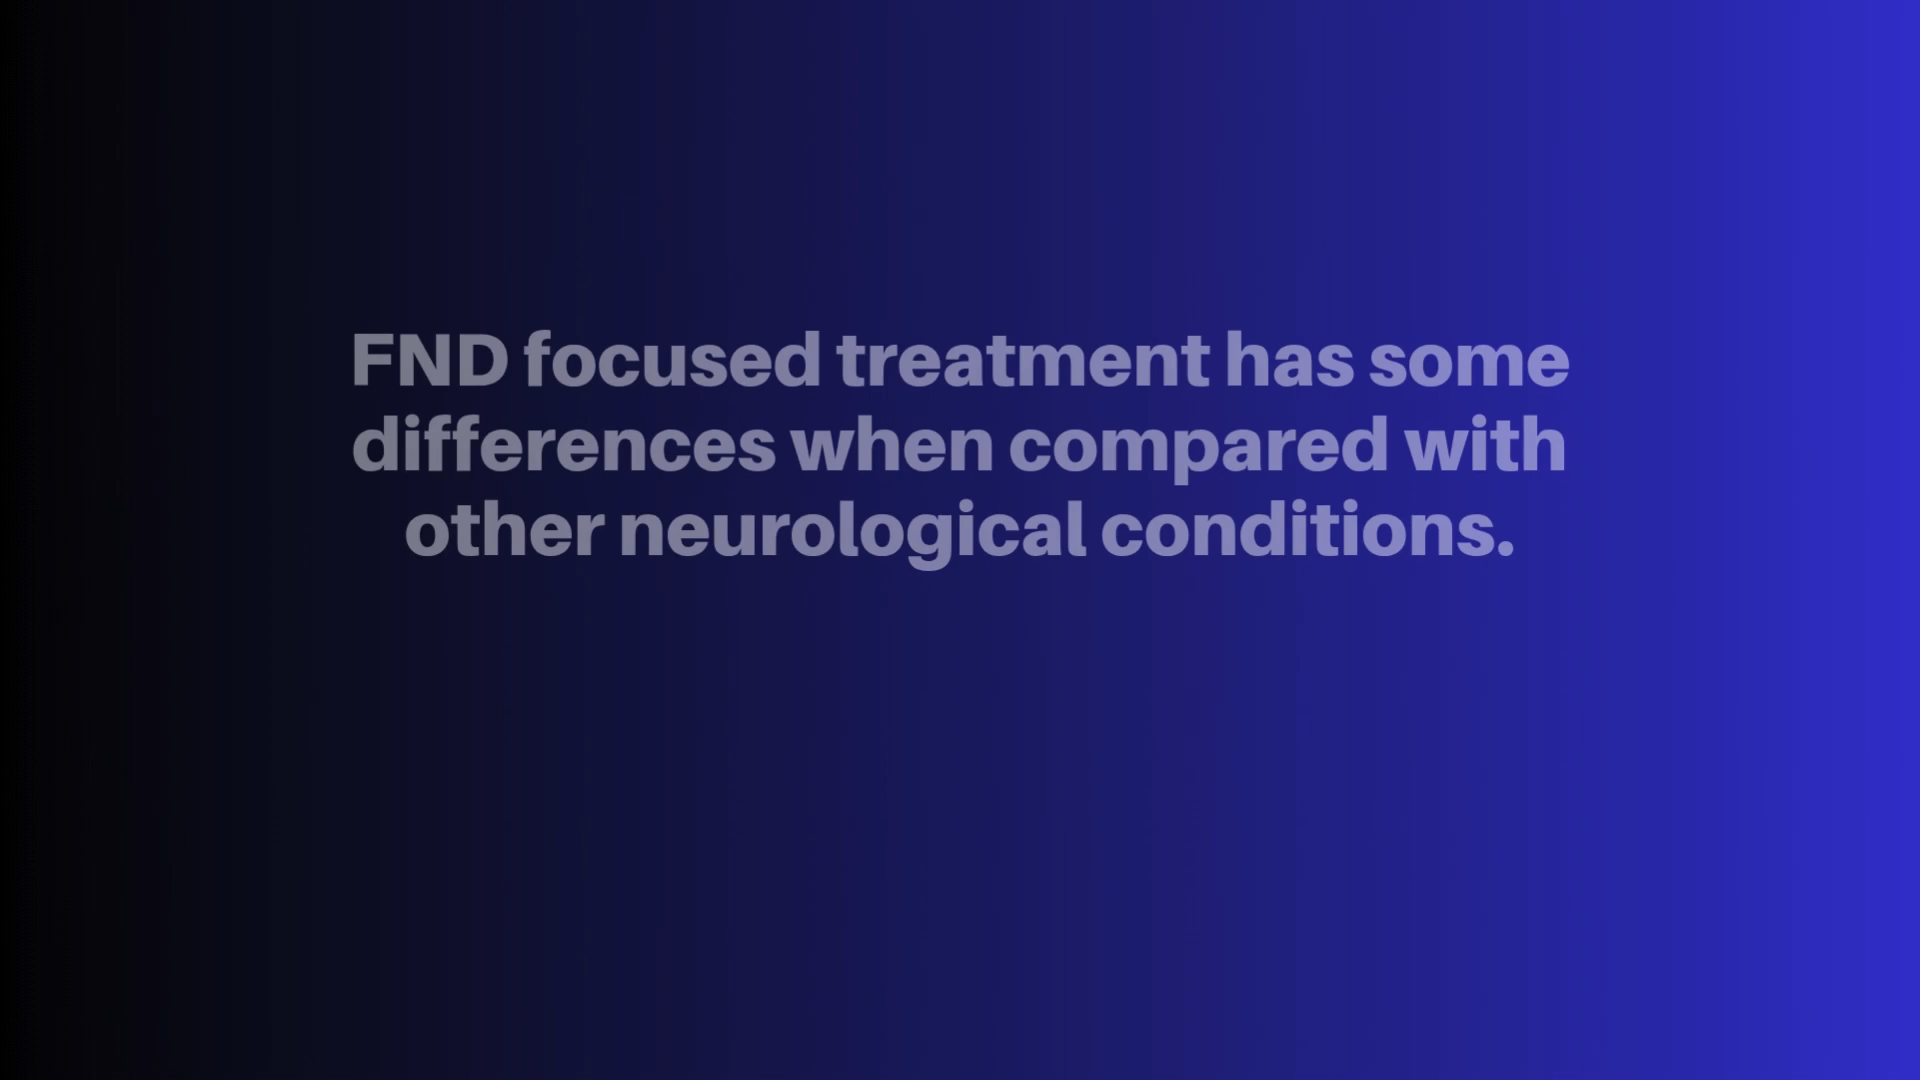 FND focused treatment has some
differences when compared with
other neurological conditions.